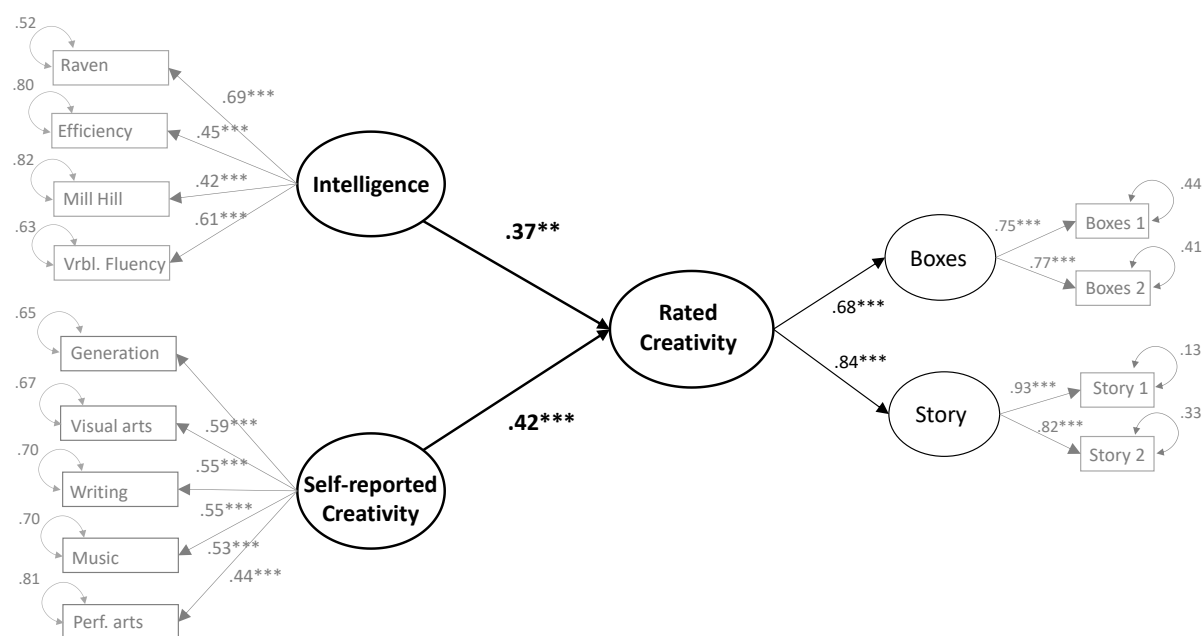 .52
Raven
.69***
.80
Efficiency
.45***
.82
Mill Hill
.42***
.63
Vrbl. Fluency
.61***
Intelligence
.37**
.65
Generation
.59***
.67
Visual arts
.55***
.70
Writing
.55***
.70
Music
.53***
.81
Perf. arts
.44***
Self-reported
Creativity
.42***
Rated
Creativity
.68***
.84***
Boxes
.75***
Boxes 1
.44
.77***
Boxes 2
.41
Story
.93***
Story 1
.13
.82***
Story 2
.33